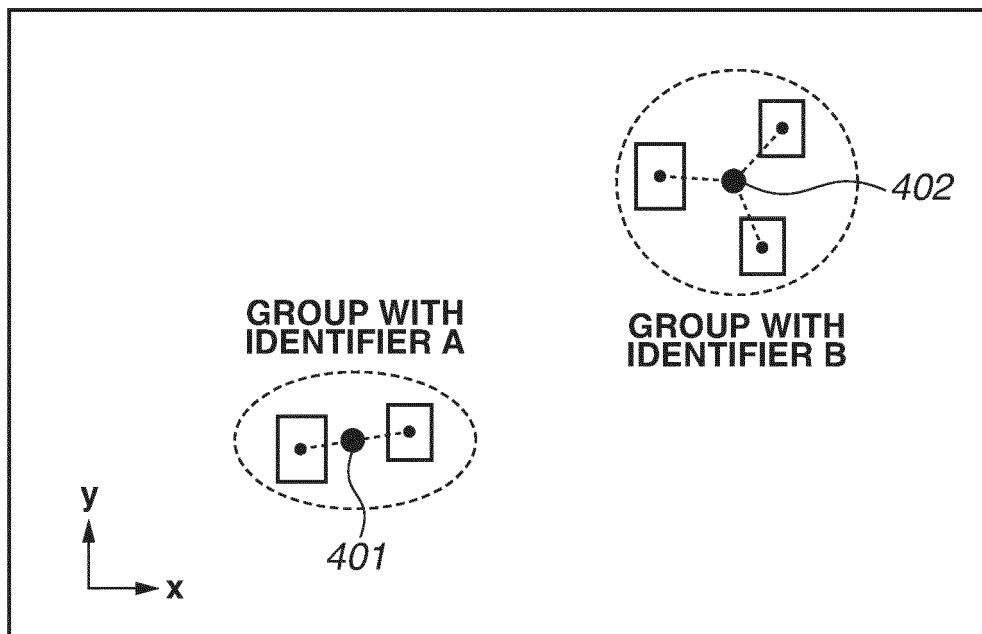 402
GROUP WITH
IDENTIFIER A
GROUP WITH
IDENTIFIER B
401
y
x